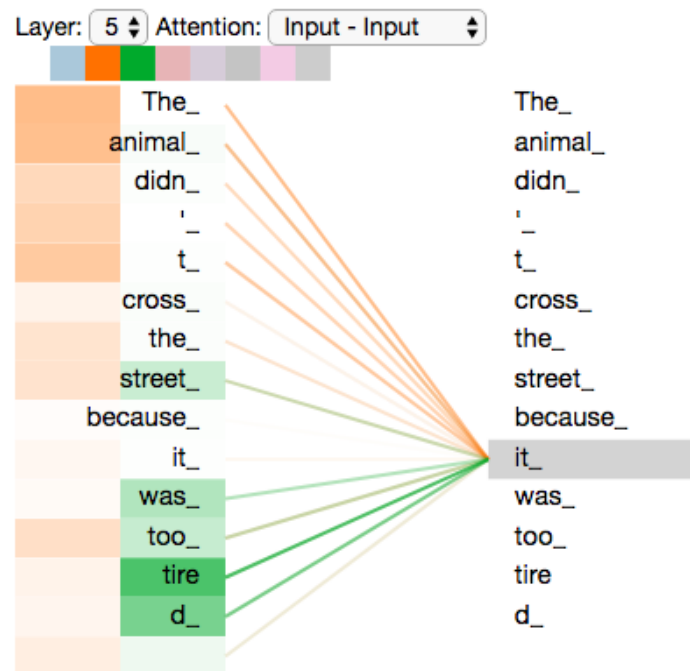 Layer: 5 Attention: Input - Input
The_ The_
animal_ animal_
didn_ didn_
'_ '_
t_ t_
cross_ cross_
the_ the_
street_ street_
because_ because_
it_ it_
was_ was_
too_ too_
tire tire
d_ d_